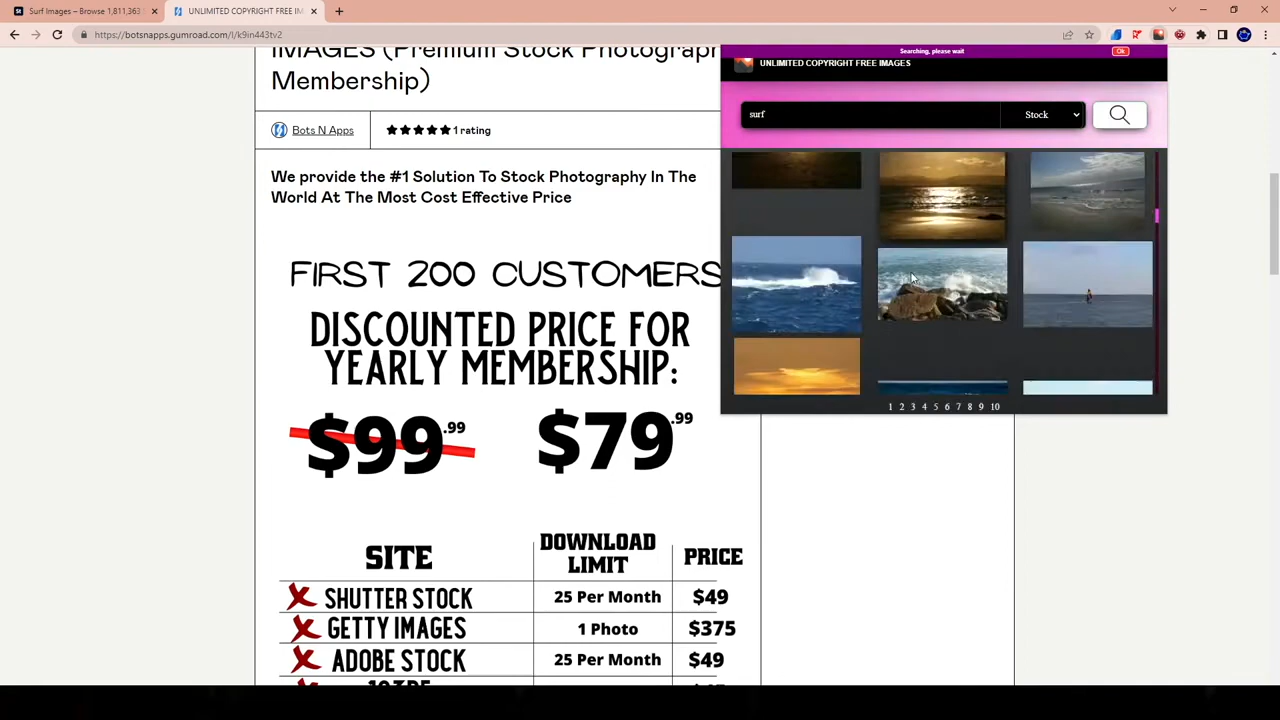 Surf Images – Browse 1,811,363
UNLIMITED COPYRIGHT FREE IM
https://botsnapps.gumroad.com/l/k9in443tv2
IMAGES (Premium Stock Photograp
Membership)
Bots N Apps
1 rating
We provide the #1 Solution To Stock Photography In The
World At The Most Cost Effective Price
FIRST 200 CUSTOMERS
DISCOUNTED PRICE FOR
YEARLY MEMBERSHIP:
$99.99
$79.99
SITE
DOWNLOAD
LIMIT
PRICE
SHUTTER STOCK
25 Per Month
$49
GETTY IMAGES
1 Photo
$375
ADOBE STOCK
25 Per Month
$49
Searching, please wait
Ok
UNLIMITED COPYRIGHT FREE IMAGES
surf
Stock
1 2 3 4 5 6 7 8 9 10